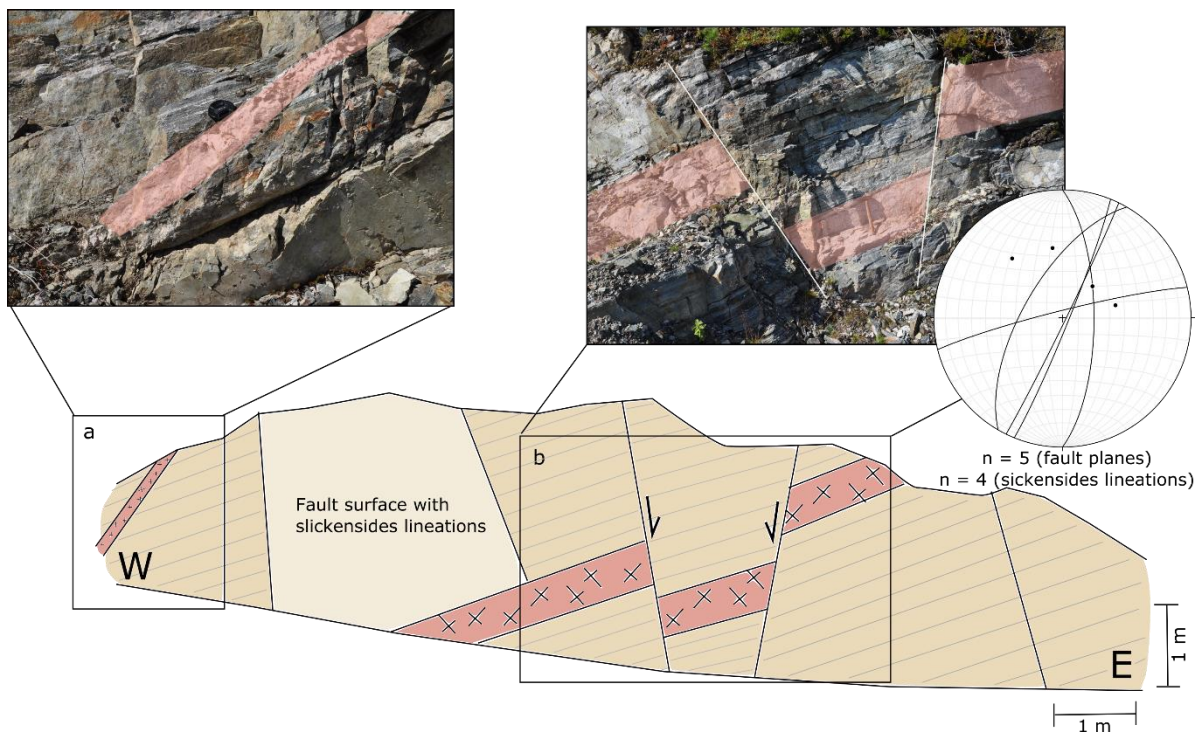 a
b
Fault surface with
slickensides lineations
W
E
1 m
1 m
n = 5 (fault planes)
n = 4 (sickensides lineations)